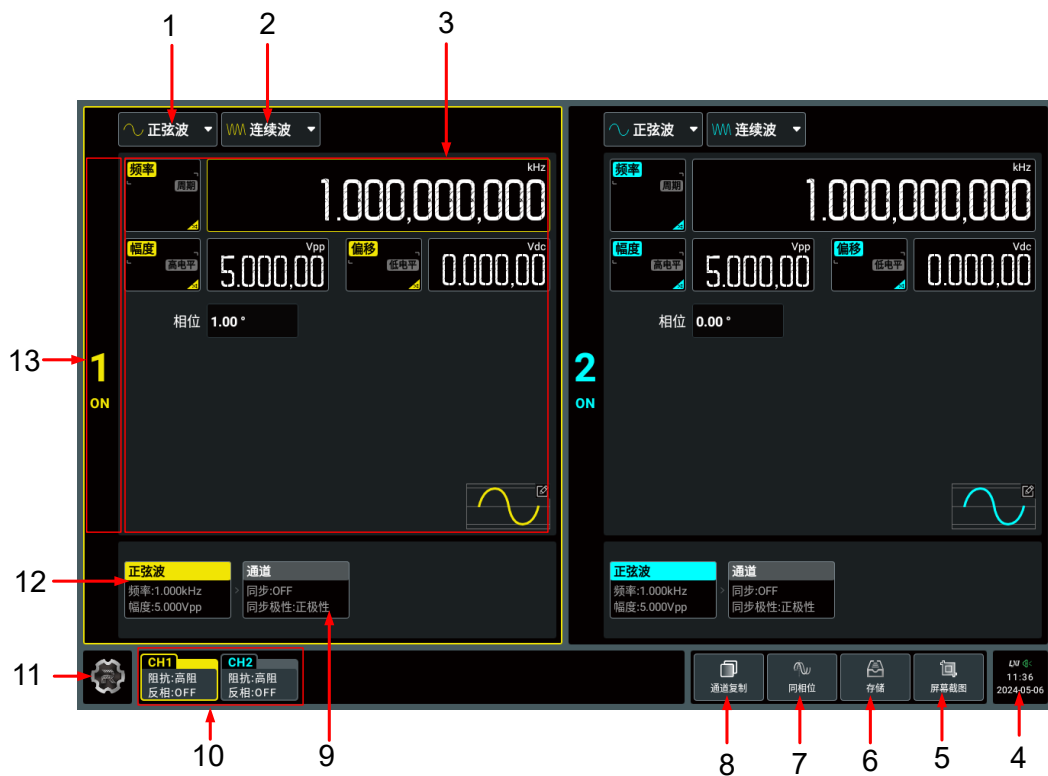 1 2 3
正弦波 连续波
频率 周期 kHz
1.000,000,000
幅度 高电平 Vpp 5.000,00 偏移 低电平 Vdc 0.000,00
相位 1.00 °
13
1
ON
正弦波 连续波
频率 周期 kHz
1.000,000,000
幅度 高电平 Vpp 5.000,00 偏移 低电平 Vdc 0.000,00
相位 0.00 °
2
ON
12
正弦波
频率:1.000kHz
幅度:5.000Vpp
通道
同步:OFF
同步极性:正极性
正弦波
频率:1.000kHz
幅度:5.000Vpp
通道
同步:OFF
同步极性:正极性
11
CH1
阻抗:高阻
反相:OFF
CH2
阻抗:高阻
反相:OFF
通道复制
同相位
存储
屏幕截图
LXI
11:36
2024-05-06
10 9 8 7 6 5 4